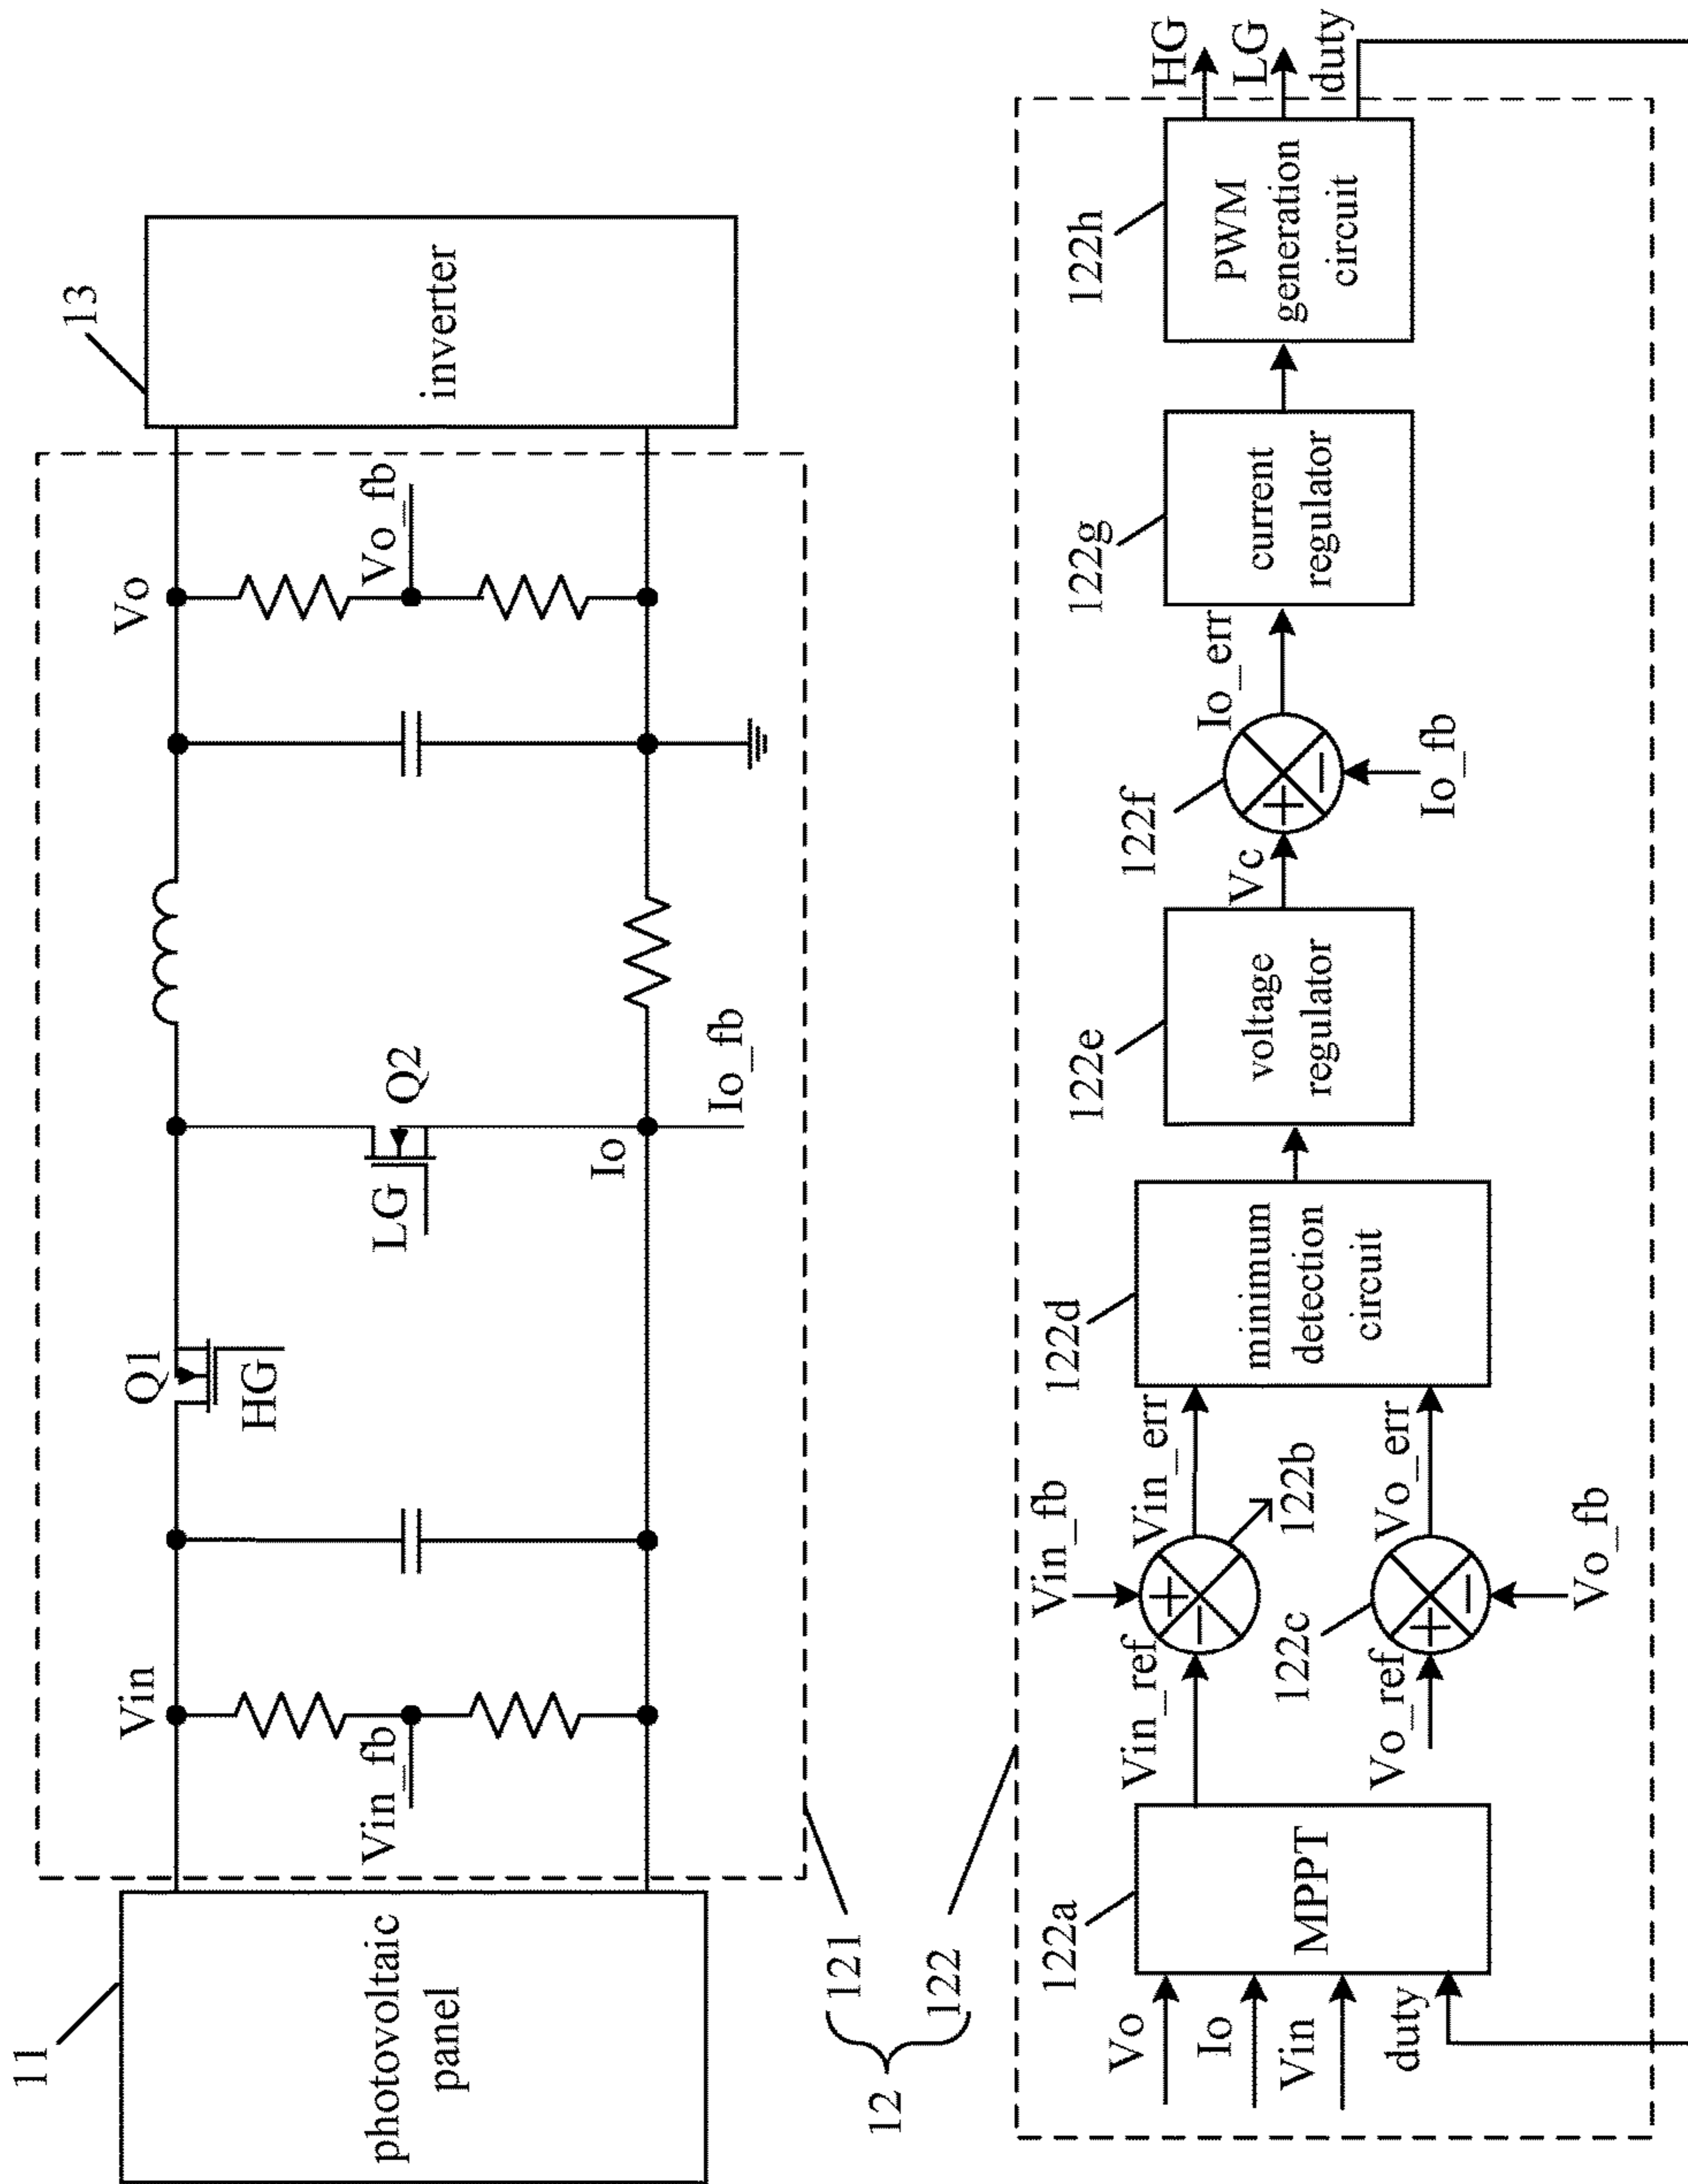 11
photovoltaic
panel
Vin
Vin_fb
Q1
HG
LG
Q2
Io
Io_fb
Vo
Vo_fb
13
inverter
12
121
122
Vo
Io
Vin
duty
122a
MPPT
Vin_ref
Vin_fb
Vin_err
122b
122c
Vo_ref
Vo_err
Vo_fb
122d
minimum
detection
circuit
122e
voltage
regulator
Vc
122f
Io_err
Io_fb
122g
current
regulator
122h
PWM
generation
circuit
HG
LG
duty